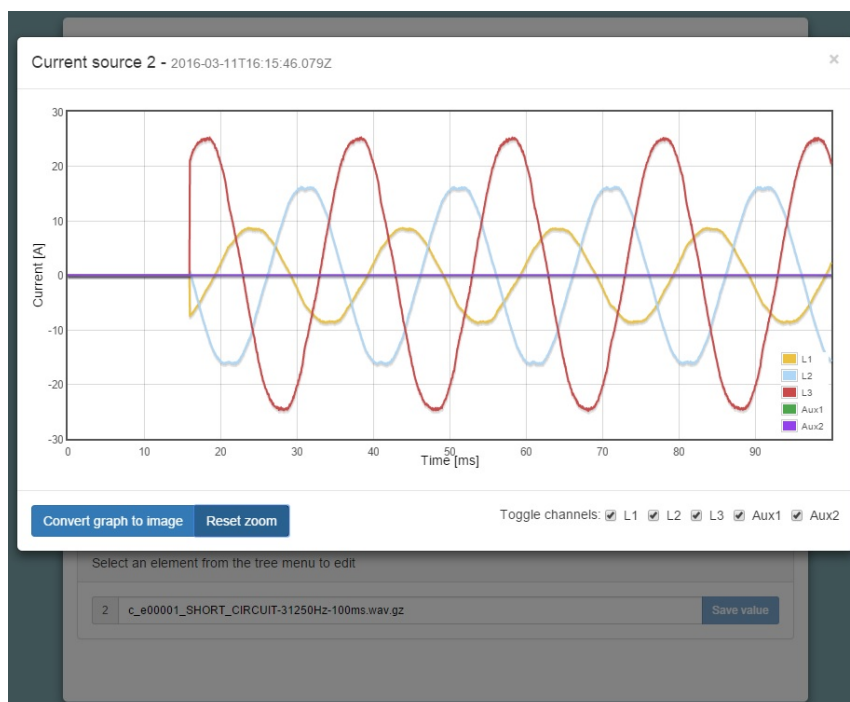 Current source 2 - 2016-03-11T16:15:46.079Z
×
30
20
10
0
-10
-20
-30
Current [A]
0 10 20 30 40 50 60 70 80 90
Time [ms]
L1
L2
L3
Aux1
Aux2
Convert graph to image Reset zoom
Toggle channels: L1 L2 L3 Aux1 Aux2
Select an element from the tree menu to edit
2 c_e00001_SHORT_CIRCUIT-31250Hz-100ms.wav.gz Save value